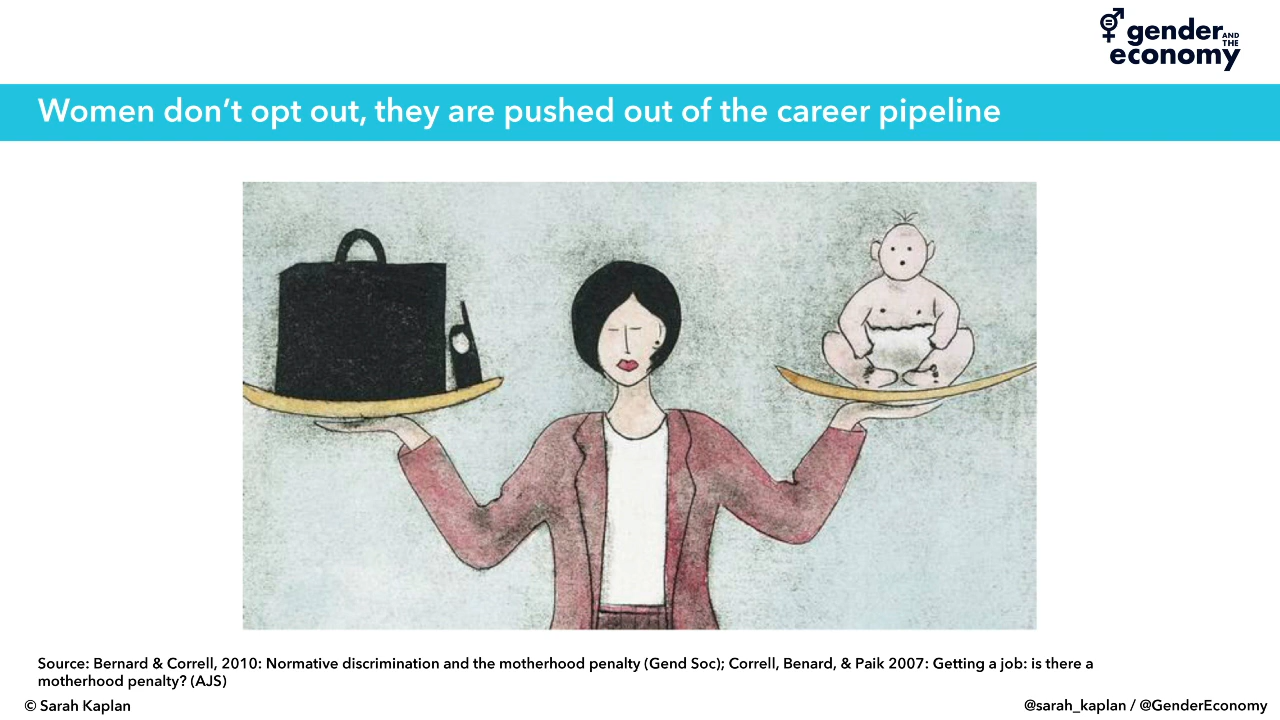 gender AND THE
economy
Women don’t opt out, they are pushed out of the career pipeline
Source: Bernard & Correll, 2010: Normative discrimination and the motherhood penalty (Gend Soc); Correll, Benard, & Paik 2007: Getting a job: is there a
motherhood penalty? (AJS)
© Sarah Kaplan
@sarah_kaplan / @GenderEconomy